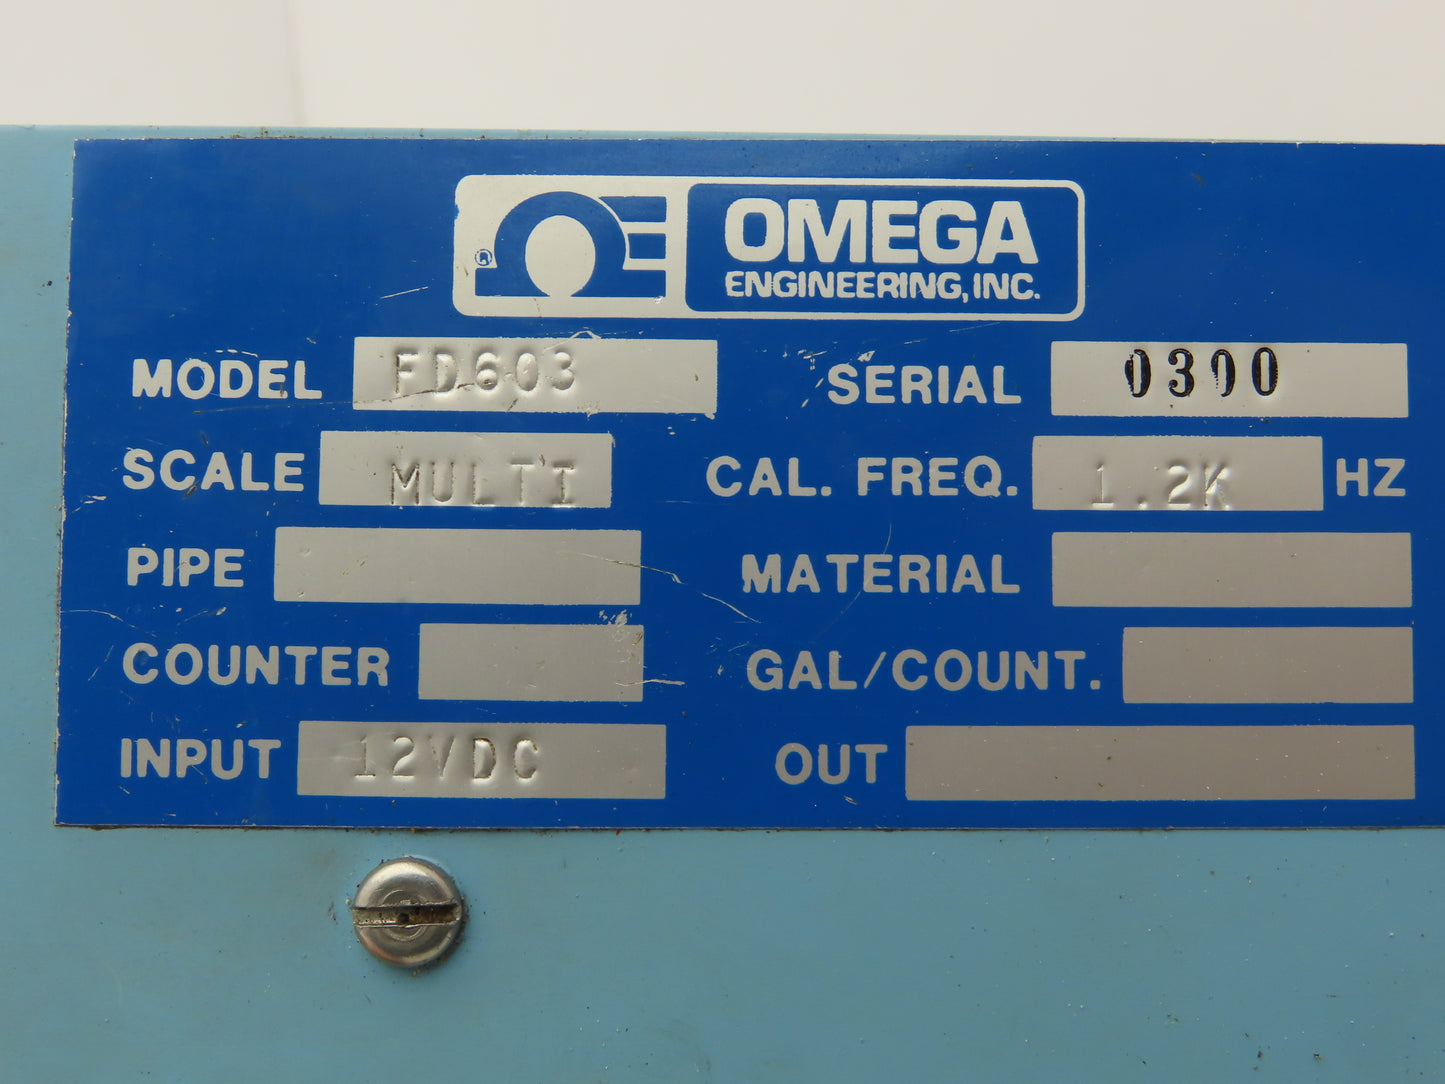 ®
OMEGA
ENGINEERING, INC.
MODEL FD603 SERIAL 0300
SCALE MULTI CAL. FREQ. 1.2K HZ
PIPE MATERIAL
COUNTER GAL/COUNT.
INPUT 12VDC OUT